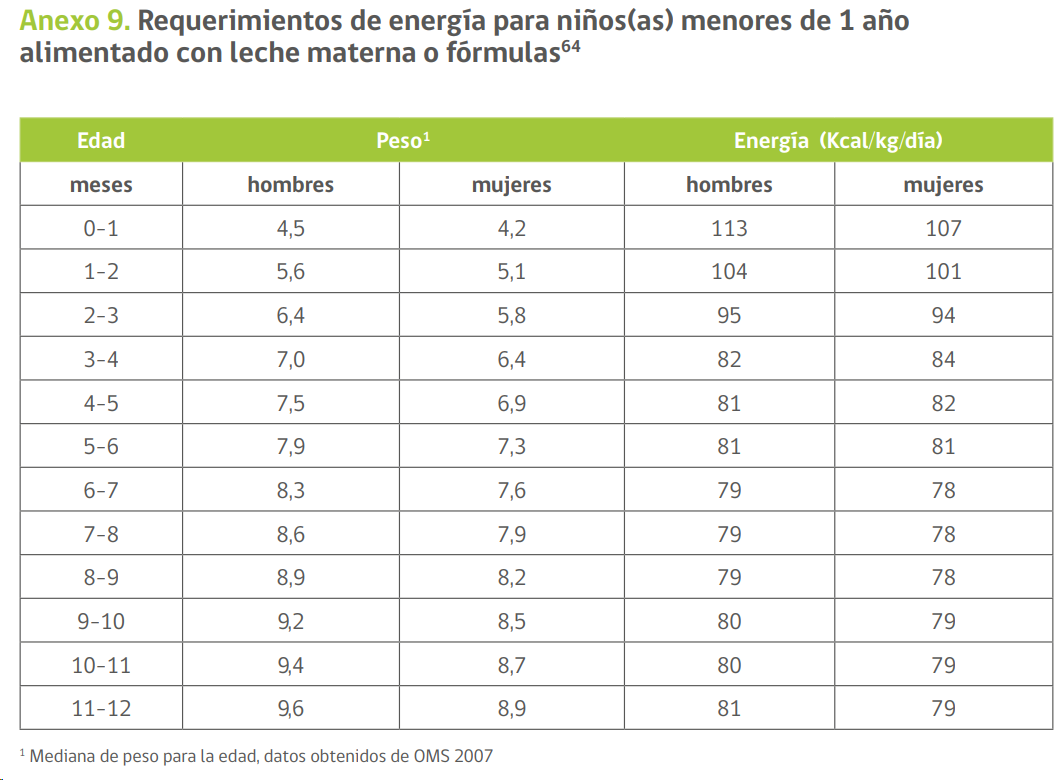 Anexo 9. Requerimientos de energía para niños(as) menores de 1 año
alimentado con leche materna o fórmulas64
Edad Peso1 Energía (Kcal/kg/día)
meses hombres mujeres hombres mujeres
0-1 4,5 4,2 113 107
1-2 5,6 5,1 104 101
2-3 6,4 5,8 95 94
3-4 7,0 6,4 82 84
4-5 7,5 6,9 81 82
5-6 7,9 7,3 81 81
6-7 8,3 7,6 79 78
7-8 8,6 7,9 79 78
8-9 8,9 8,2 79 78
9-10 9,2 8,5 80 79
10-11 9,4 8,7 80 79
11-12 9,6 8,9 81 79
1 Mediana de peso para la edad, datos obtenidos de OMS 2007